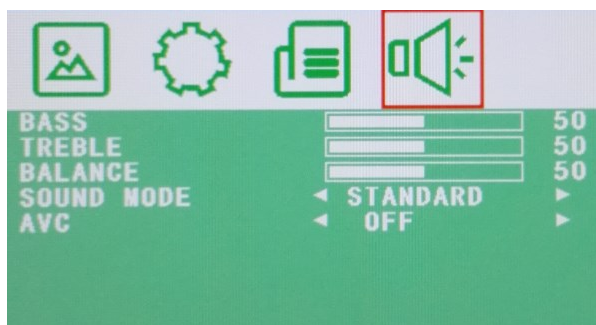 BASS 50
TREBLE 50
BALANCE 50
SOUND MODE STANDARD
AVC OFF